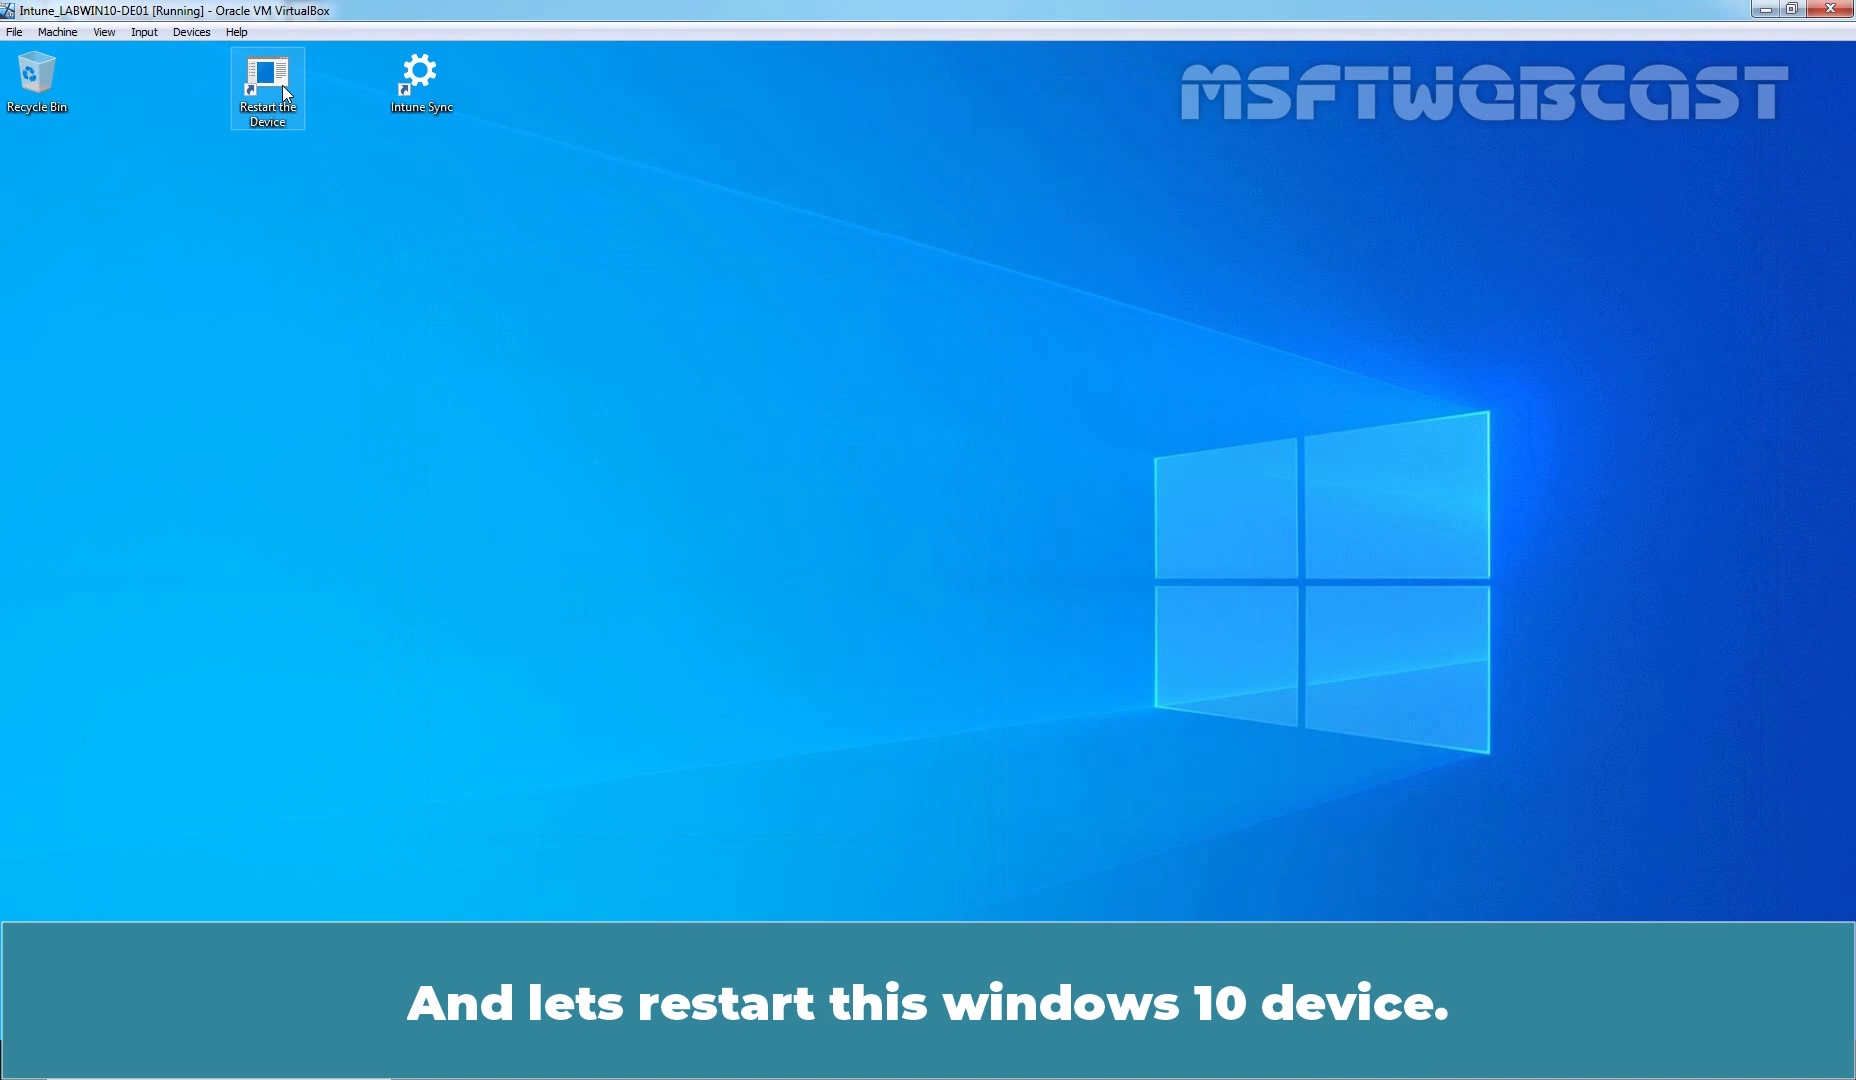 Intune_LABWIN10-DE01 [Running] - Oracle VM VirtualBox
File Machine View Input Devices Help
Recycle Bin
Restart the
Device
Intune Sync
MSFTWEBCAST
And lets restart this windows 10 device.